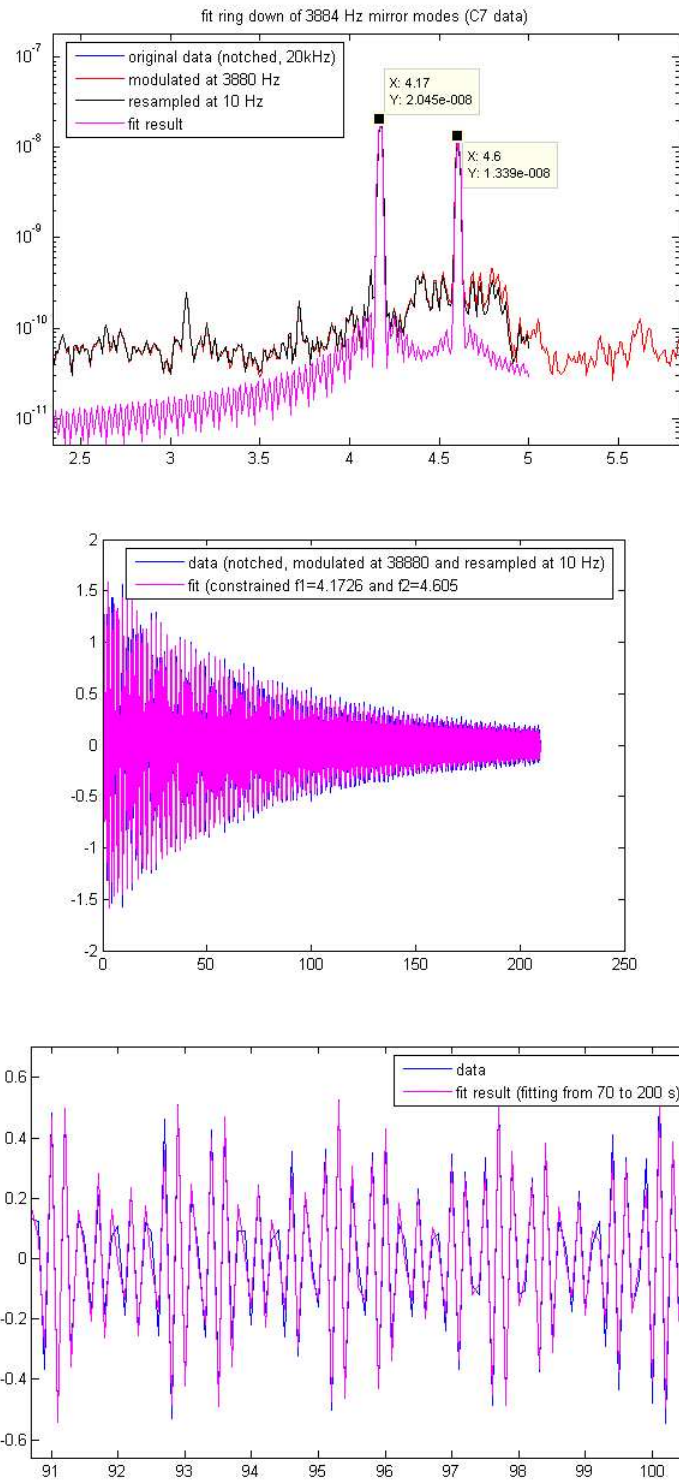 fit ring down of 3884 Hz mirror modes (C7 data)
10^-7
10^-8
10^-9
10^-10
10^-11
original data (notched, 20kHz)
modulated at 3880 Hz
resampled at 10 Hz
fit result
X: 4.17
Y: 2.045e-008
X: 4.6
Y: 1.339e-008
2.5 3 3.5 4 4.5 5 5.5
2
1.5
1
0.5
0
-0.5
-1
-1.5
-2
data (notched, modulated at 38880 and resampled at 10 Hz)
fit (constrained f1=4.1726 and f2=4.605
0 50 100 150 200 250
0.6
0.4
0.2
0
-0.2
-0.4
-0.6
data
fit result (fitting from 70 to 200 s)
91 92 93 94 95 96 97 98 99 100